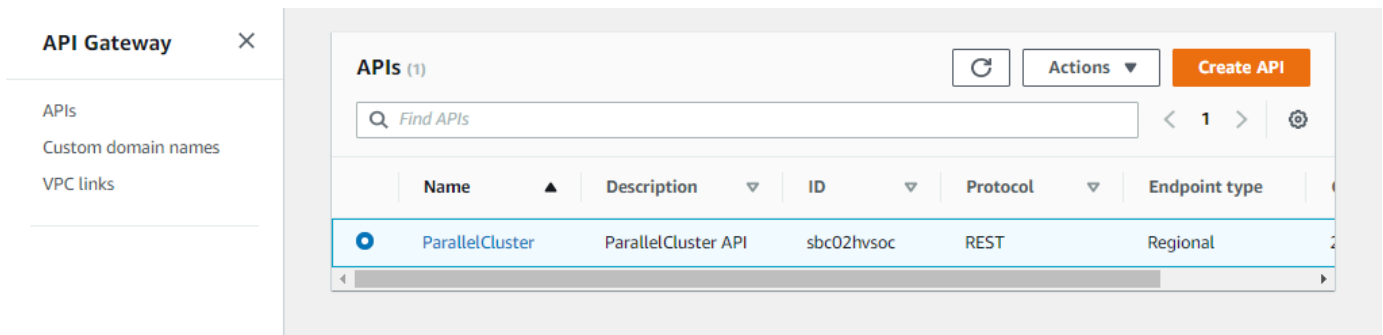 API Gateway
APIs
Custom domain names
VPC links
APIs (1)
Actions
Create API
Find APIs
1
Name Description ID Protocol Endpoint type
ParallelCluster ParallelCluster API sbc02hvsoc REST Regional